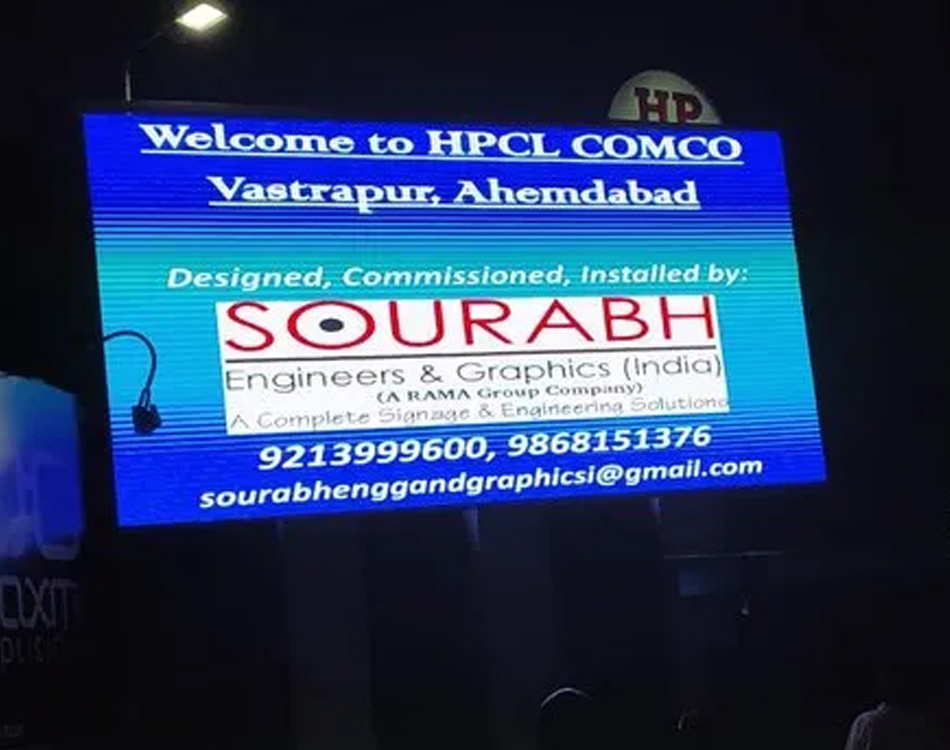 HP
Welcome to HPCL COMCO
Vastrapur, Ahemdabad
Designed, Commissioned, Installed by:
SOURABH
Engineers & Graphics (India)
(A RAMA Group Company)
A Complete Signage & Engineering Solutions
9213999600, 9868151376
sourabhenggandgraphicsi@gmail.com